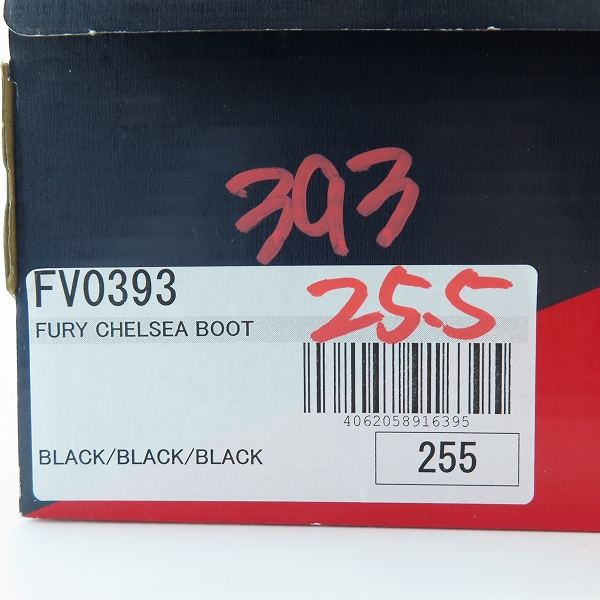 393
FV0393
25.5
FURY CHELSEA BOOT
4062058916395
BLACK/BLACK/BLACK
255